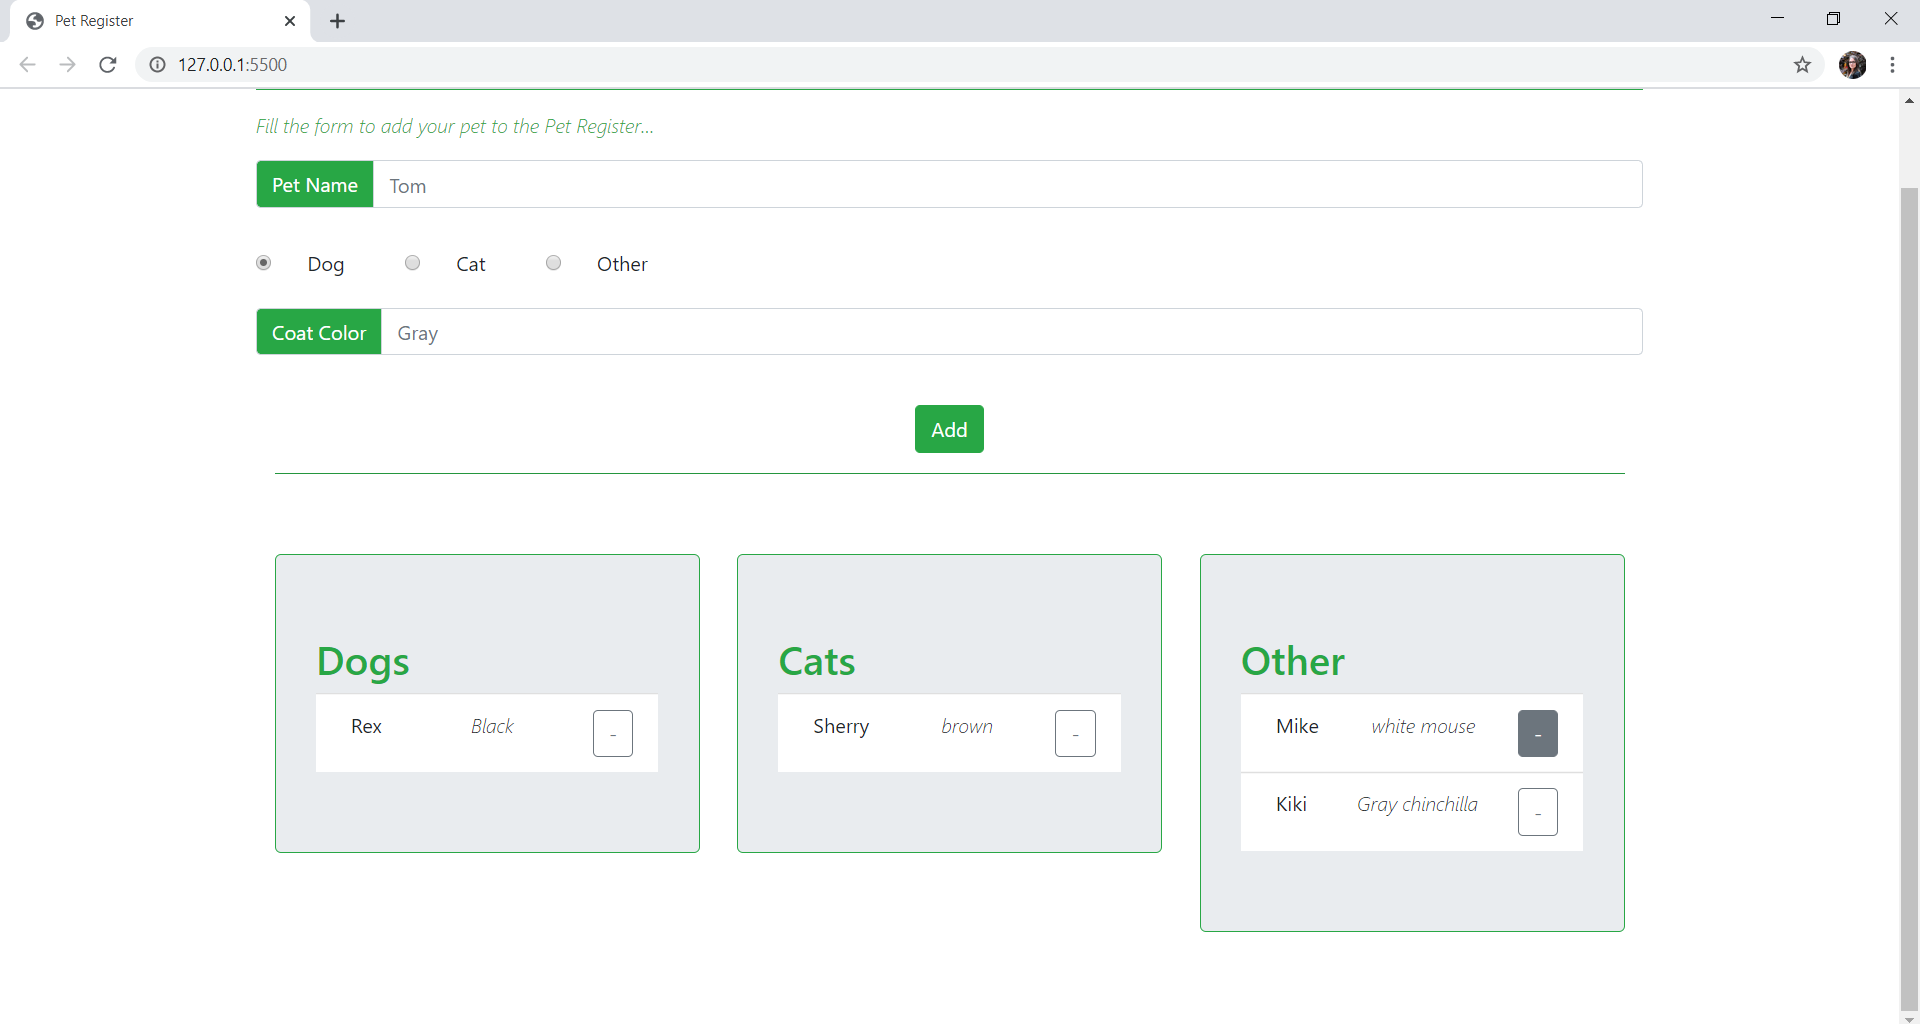 Pet Register
127.0.0.1:5500
Fill the form to add your pet to the Pet Register...
Pet Name Tom
Dog Cat Other
Coat Color Gray
Add
Dogs
Rex Black -
Cats
Sherry brown -
Other
Mike white mouse -
Kiki Gray chinchilla -